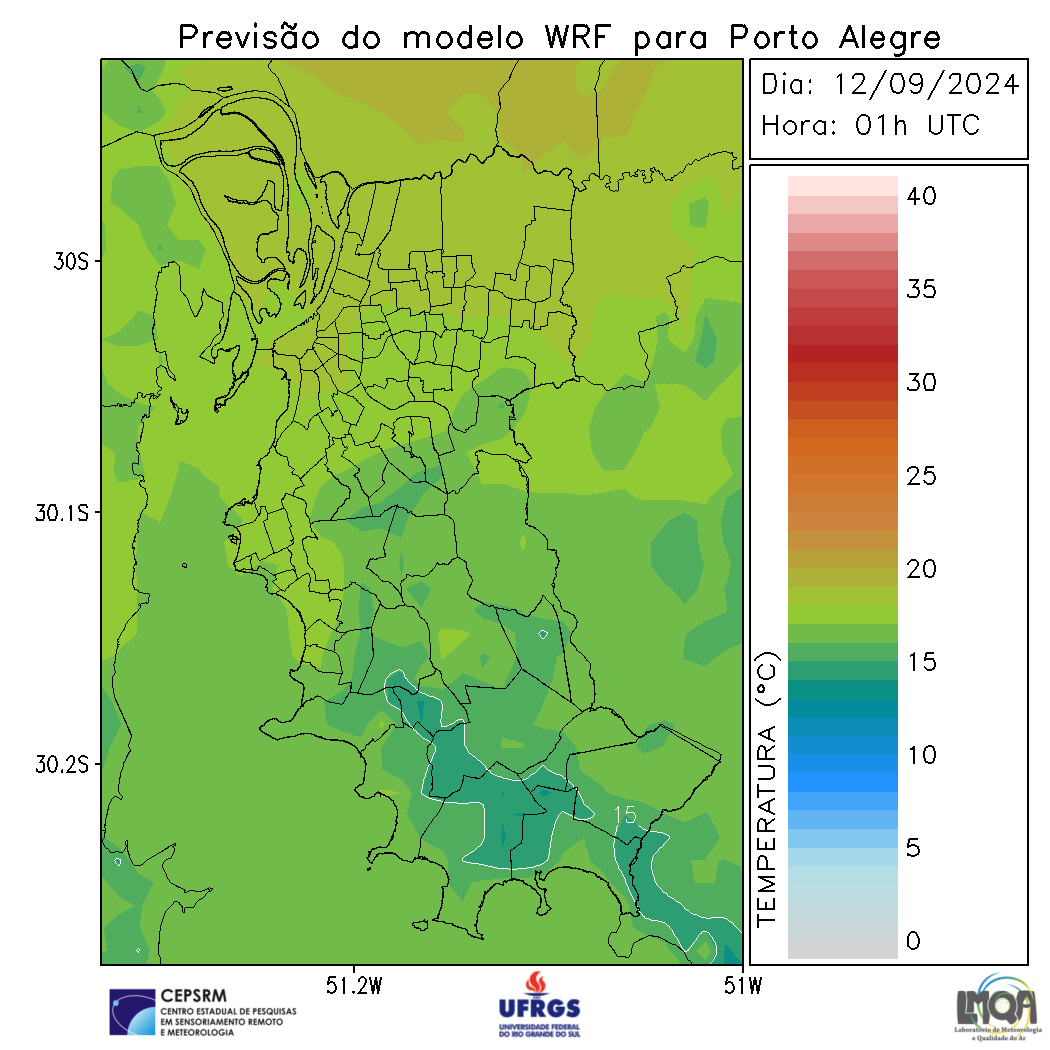 Previsão do modelo WRF para Porto Alegre
Dia: 12/09/2024
Hora: 01h UTC
40
35
30
25
20
15
10
5
0
TEMPERATURA (°C)
30S
30.1S
30.2S
15
51.2W
51W
CEPSRM
CENTRO ESTADUAL DE PESQUISAS
EM SENSORIAMENTO REMOTO
E METEOROLOGIA
UFRGS
UNIVERSIDADE FEDERAL
DO RIO GRANDE DO SUL
LMQA
Laboratório de Meteorologia
e Qualidade do Ar